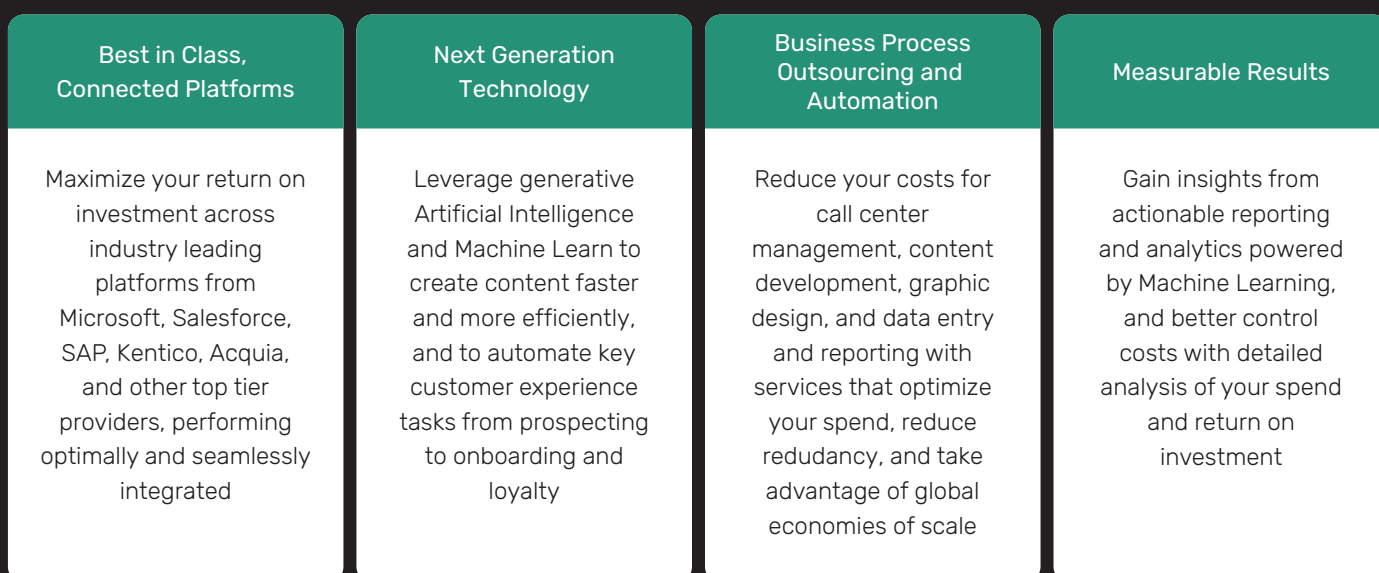 Best in Class,
Connected Platforms
Maximize your return on
investment across
industry leading
platforms from
Microsoft, Salesforce,
SAP, Kentico, Acquia,
and other top tier
providers, performing
optimally and seamlessly
integrated
Next Generation
Technology
Leverage generative
Artificial Intelligence
and Machine Learn to
create content faster
and more efficiently,
and to automate key
customer experience
tasks from prospecting
to onboarding and
loyalty
Business Process
Outsourcing and
Automation
Reduce your costs for
call center
management, content
development, graphic
design, and data entry
and reporting with
services that optimize
your spend, reduce
redudancy, and take
advantage of global
economies of scale
Measurable Results
Gain insights from
actionable reporting
and analytics powered
by Machine Learning,
and better control
costs with detailed
analysis of your spend
and return on
investment